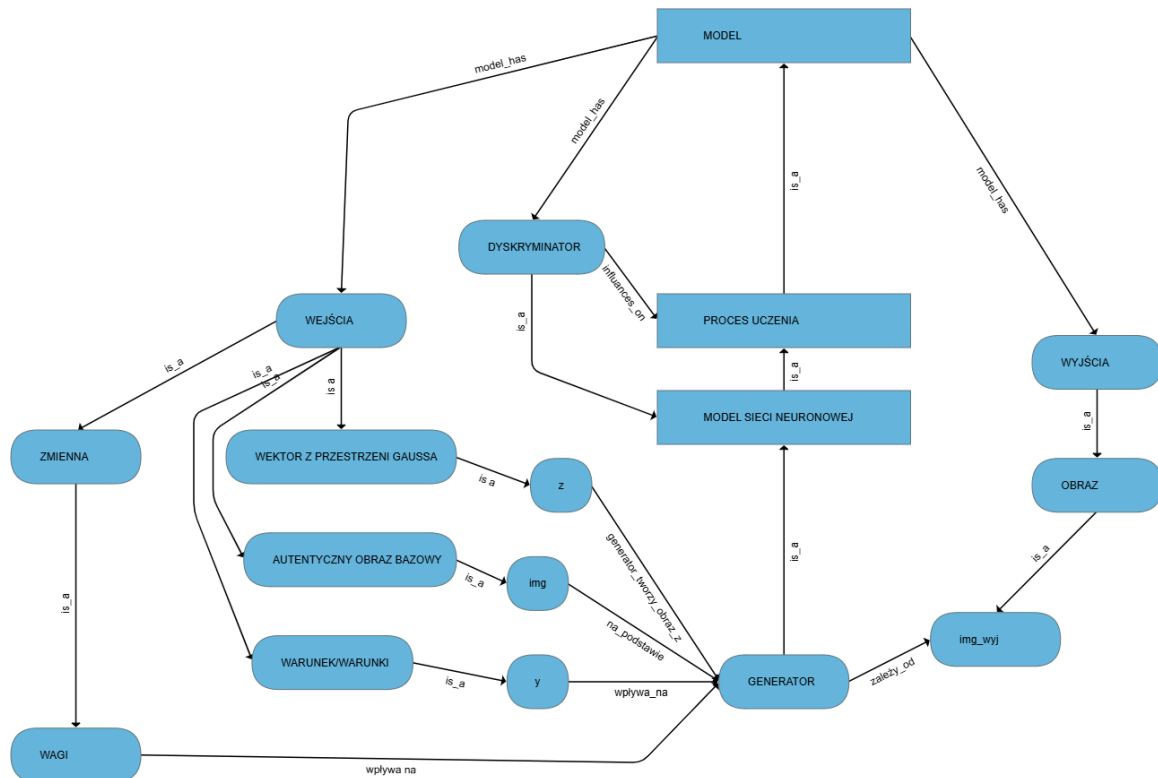 MODEL
model_has
model_has
model_has
is_a
DYSKRYMINATOR
influances_on
is_a
WEJŚCIA
PROCES UCZENIA
is_a
WYJŚCIA
is_a
is_a
is_a
is a
MODEL SIECI NEURONOWEJ
is_a
ZMIENNA
WEKTOR Z PRZESTRZENI GAUSSA
is a
z
OBRAZ
generator_tworzy_obraz_z
is_a
is_a
is_a
AUTENTYCZNY OBRAZ BAZOWY
is_a
img
na_podstawie
img_wyj
WARUNEK/WARUNKI
is_a
y
wpływa_na
GENERATOR
zależy_od
WAGI
wpływa na